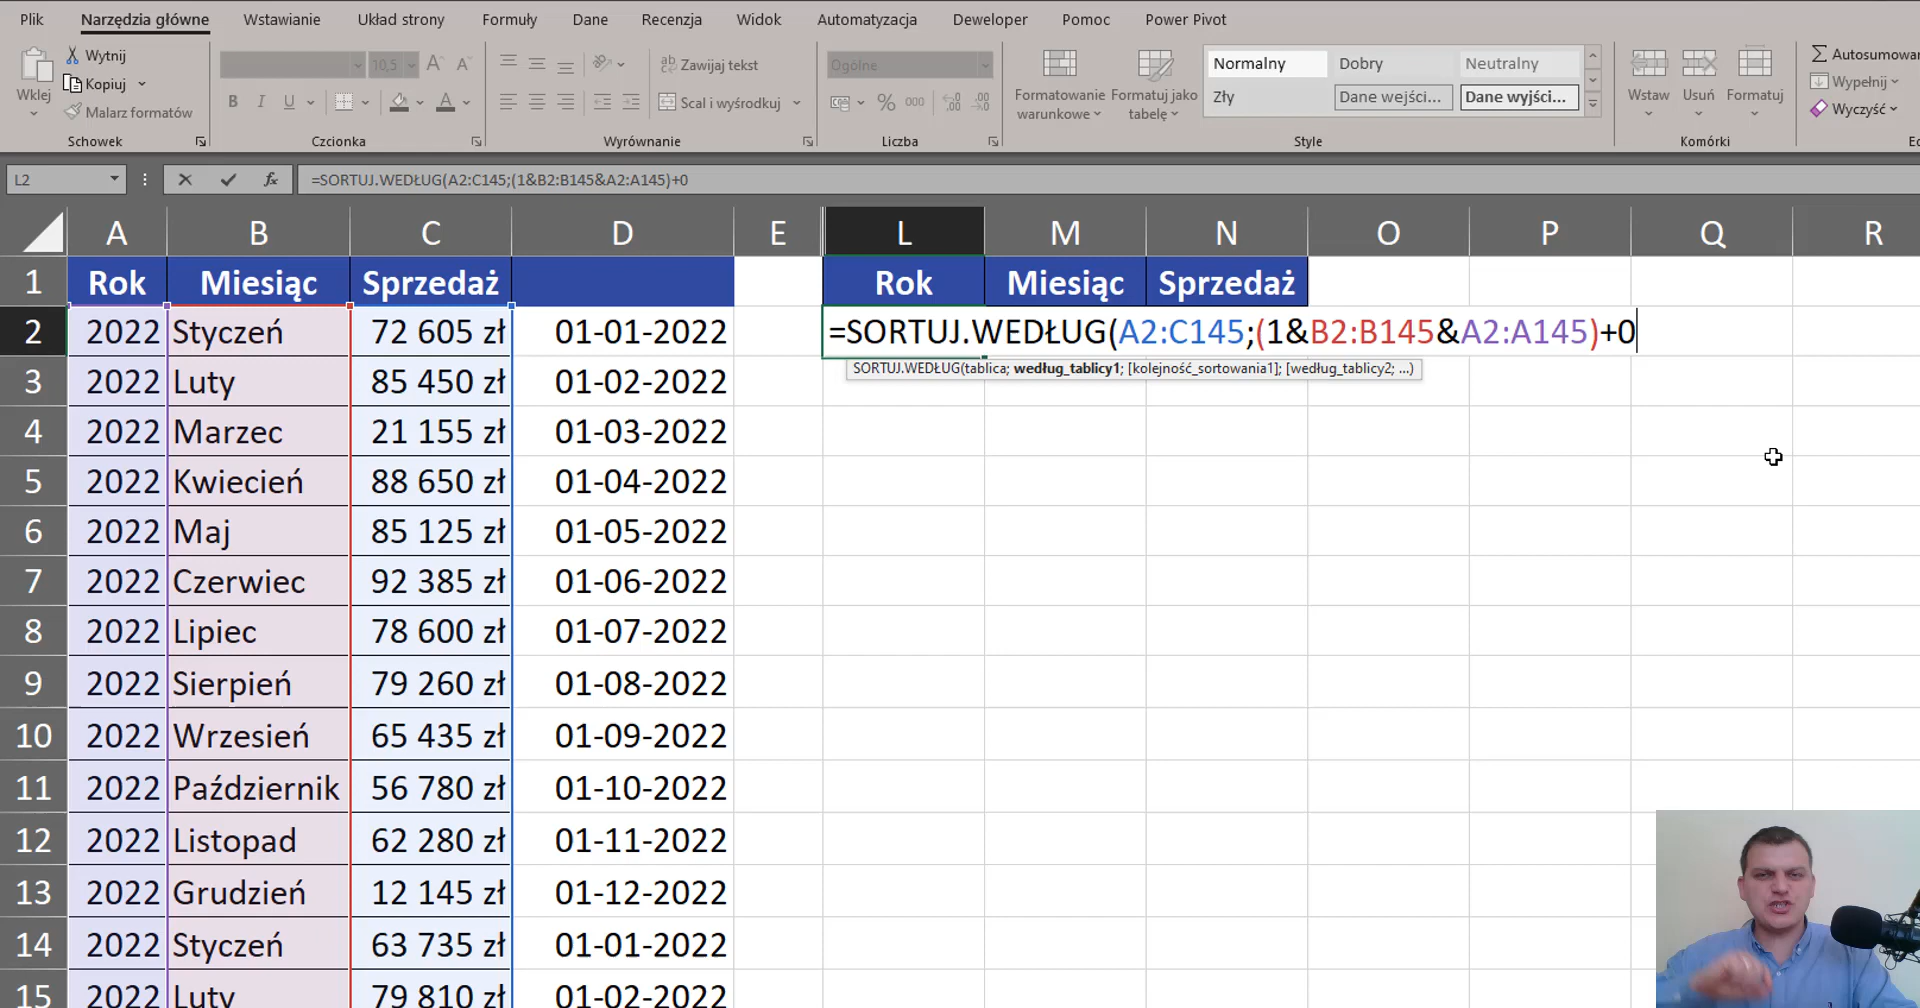 Plik Narzędzia główne Wstawianie Układ strony Formuły Dane Recenzja Widok Automatyzacja Deweloper Pomoc Power Pivot
Wklej Wytnij Kopiuj Malarz formatów
Schowek
10,5 A A
B I U A
Czcionka
ab Zawijaj tekst
Scal i wyśrodkuj
Wyrównanie
Ogólne
% 000
Liczba
Formatowanie warunkowe Formatuj jako tabelę
Normalny Dobry Neutralny
Zły Dane wejści... Dane wyjści...
Style
Wstaw Usuń Formatuj
Komórki
Autosumowan
Wypełnij
Wyczyść
L2 fx =SORTUJ.WEDŁUG(A2:C145;(1&B2:B145&A2:A145)+0
A B C D E L M N O P Q R
1 Rok Miesiąc Sprzedaż Rok Miesiąc Sprzedaż
2 2022 Styczeń 72 605 zł 01-01-2022 =SORTUJ.WEDŁUG(A2:C145;(1&B2:B145&A2:A145)+0
SORTUJ.WEDŁUG(tablica; według_tablicy1; [kolejność_sortowania1]; [według_tablicy2; ...)
3 2022 Luty 85 450 zł 01-02-2022
4 2022 Marzec 21 155 zł 01-03-2022
5 2022 Kwiecień 88 650 zł 01-04-2022
6 2022 Maj 85 125 zł 01-05-2022
7 2022 Czerwiec 92 385 zł 01-06-2022
8 2022 Lipiec 78 600 zł 01-07-2022
9 2022 Sierpień 79 260 zł 01-08-2022
10 2022 Wrzesień 65 435 zł 01-09-2022
11 2022 Październik 56 780 zł 01-10-2022
12 2022 Listopad 62 280 zł 01-11-2022
13 2022 Grudzień 12 145 zł 01-12-2022
14 2022 Styczeń 63 735 zł 01-01-2022
15 2022 Luty 79 810 zł 01-02-2022